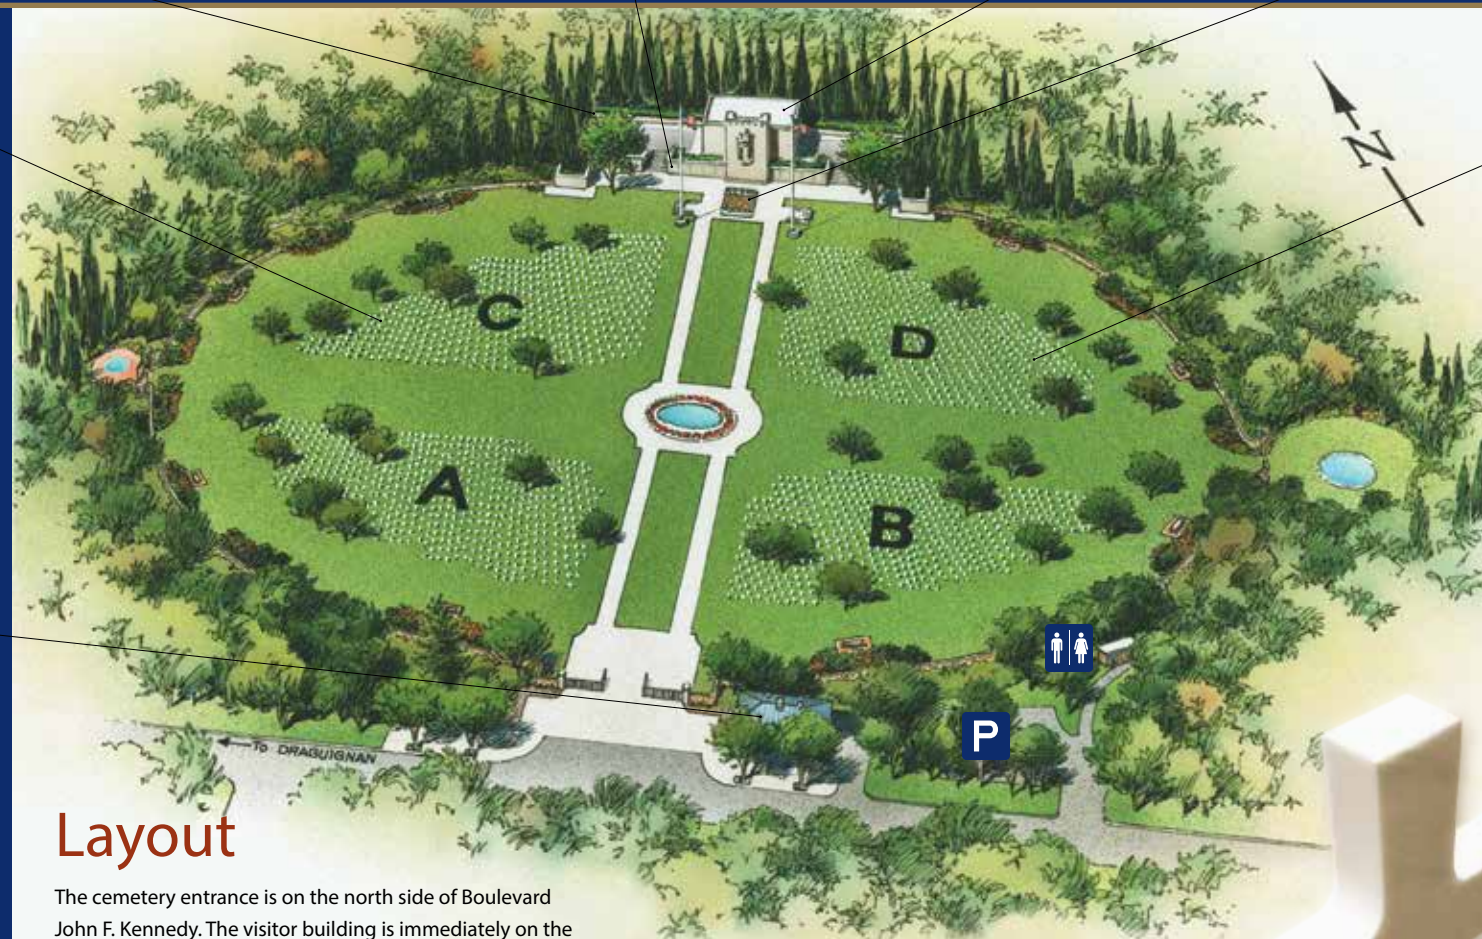 N
C
D
A
B
P
To DRAGUIGNAN
Layout
The cemetery entrance is on the north side of Boulevard
John F. Kennedy. The visitor building is immediately on the